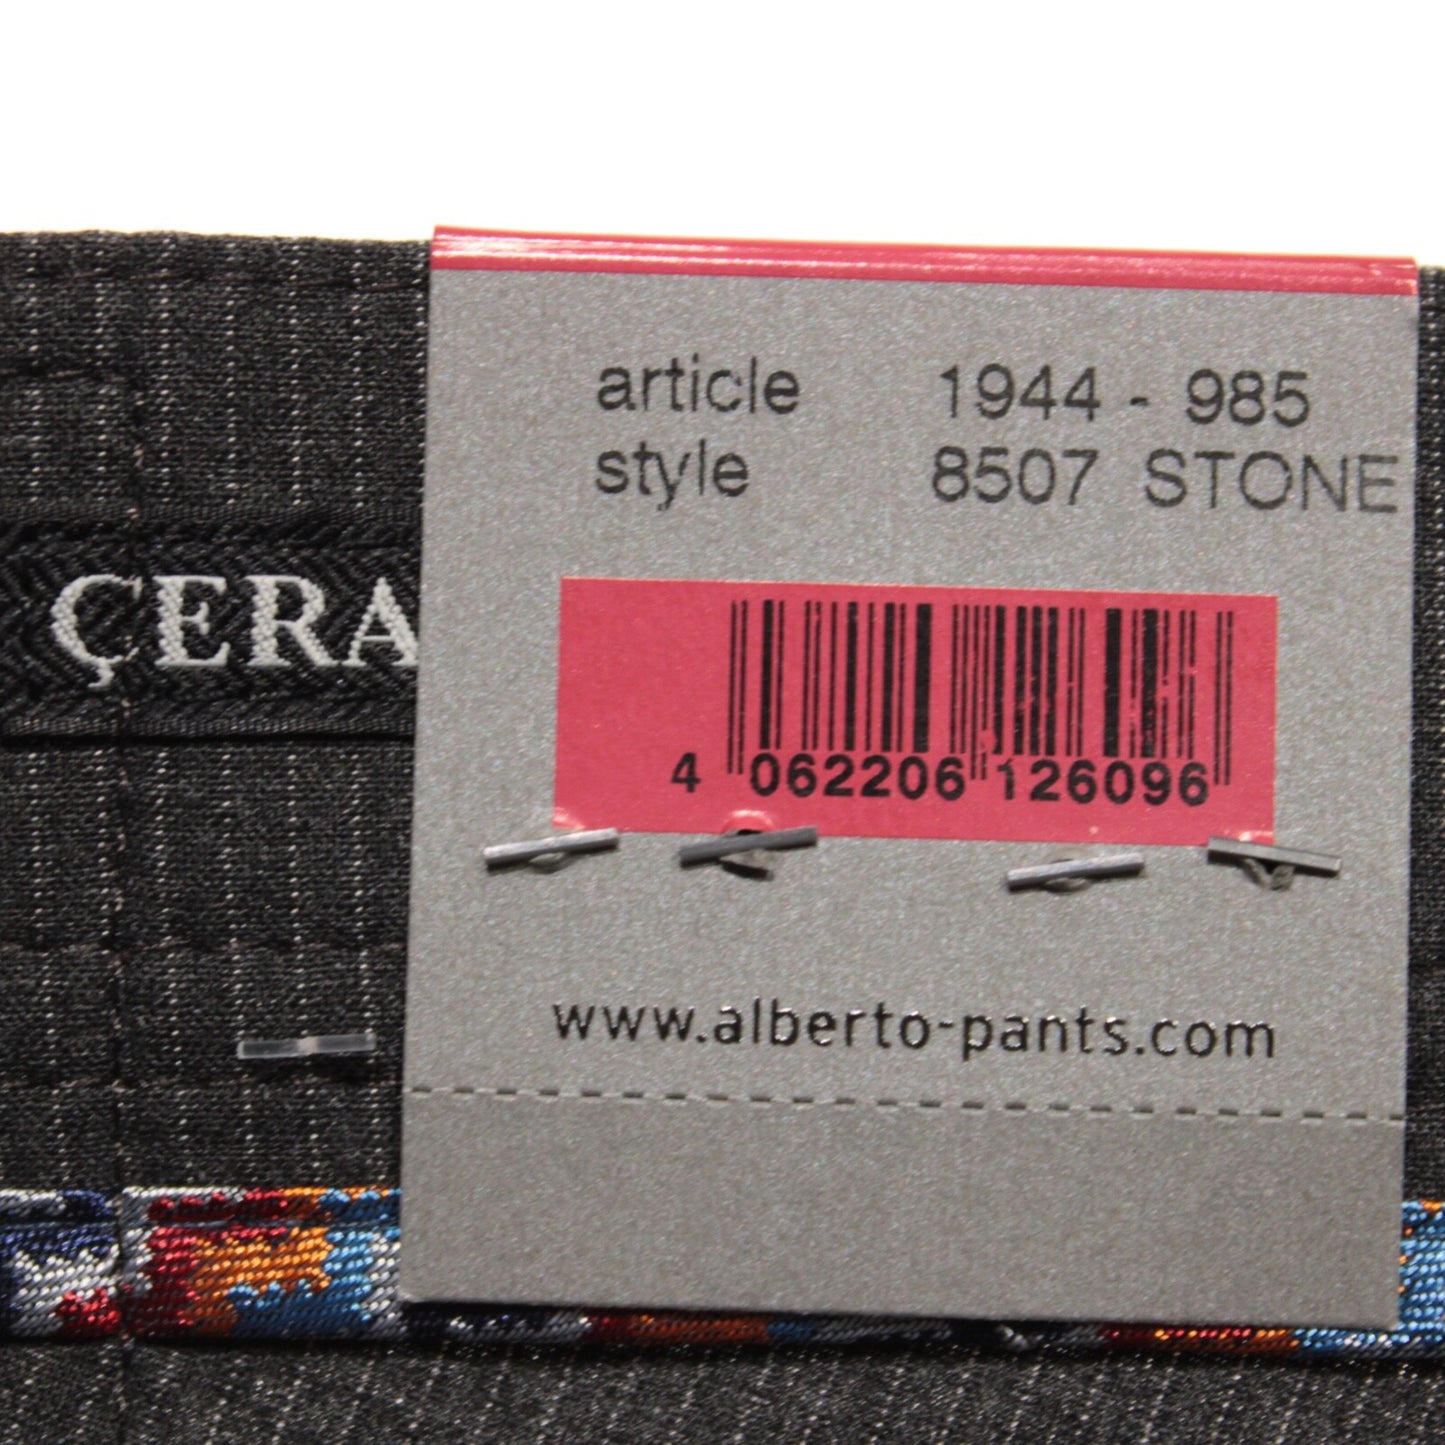 article 1944 - 985
style 8507 STONE
ÇERA
4 062206 126096
www.alberto-pants.com